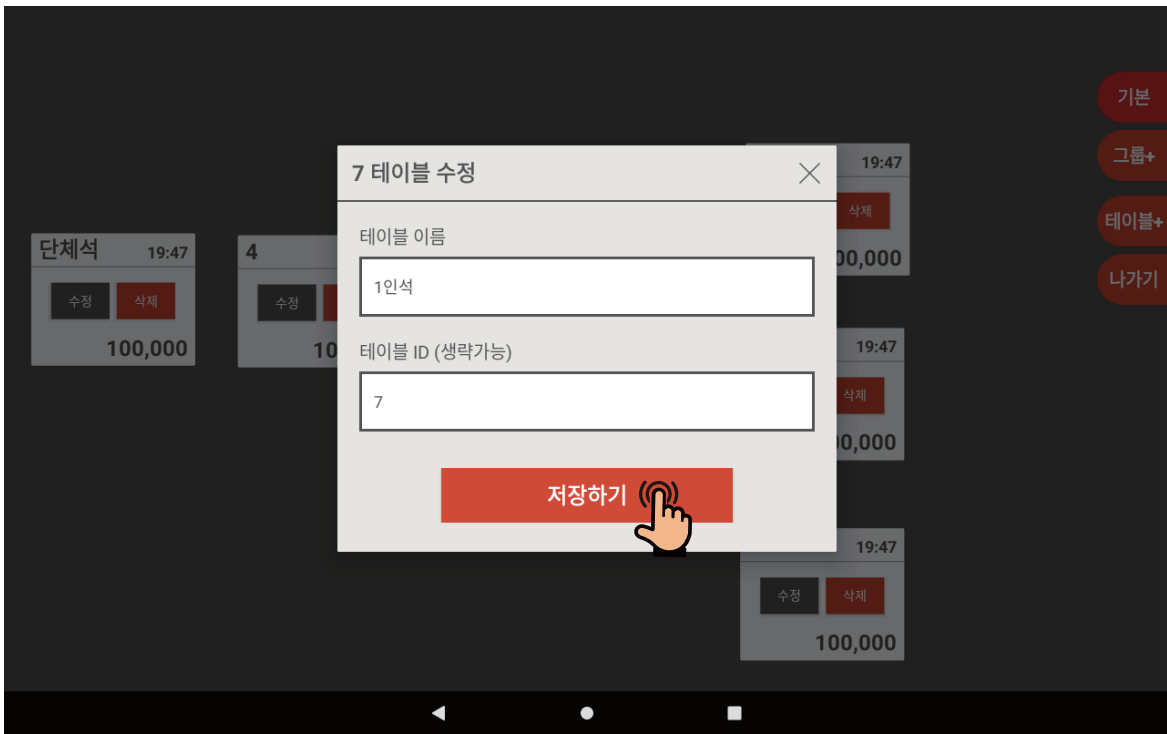 기본
그룹+
테이블+
나가기
단체석 19:47
수정 삭제
100,000
4
수정
10
7 테이블 수정
테이블 이름
1인석
테이블 ID (생략가능)
7
저장하기
19:47
삭제
00,000
19:47
삭제
00,000
19:47
수정 삭제
100,000